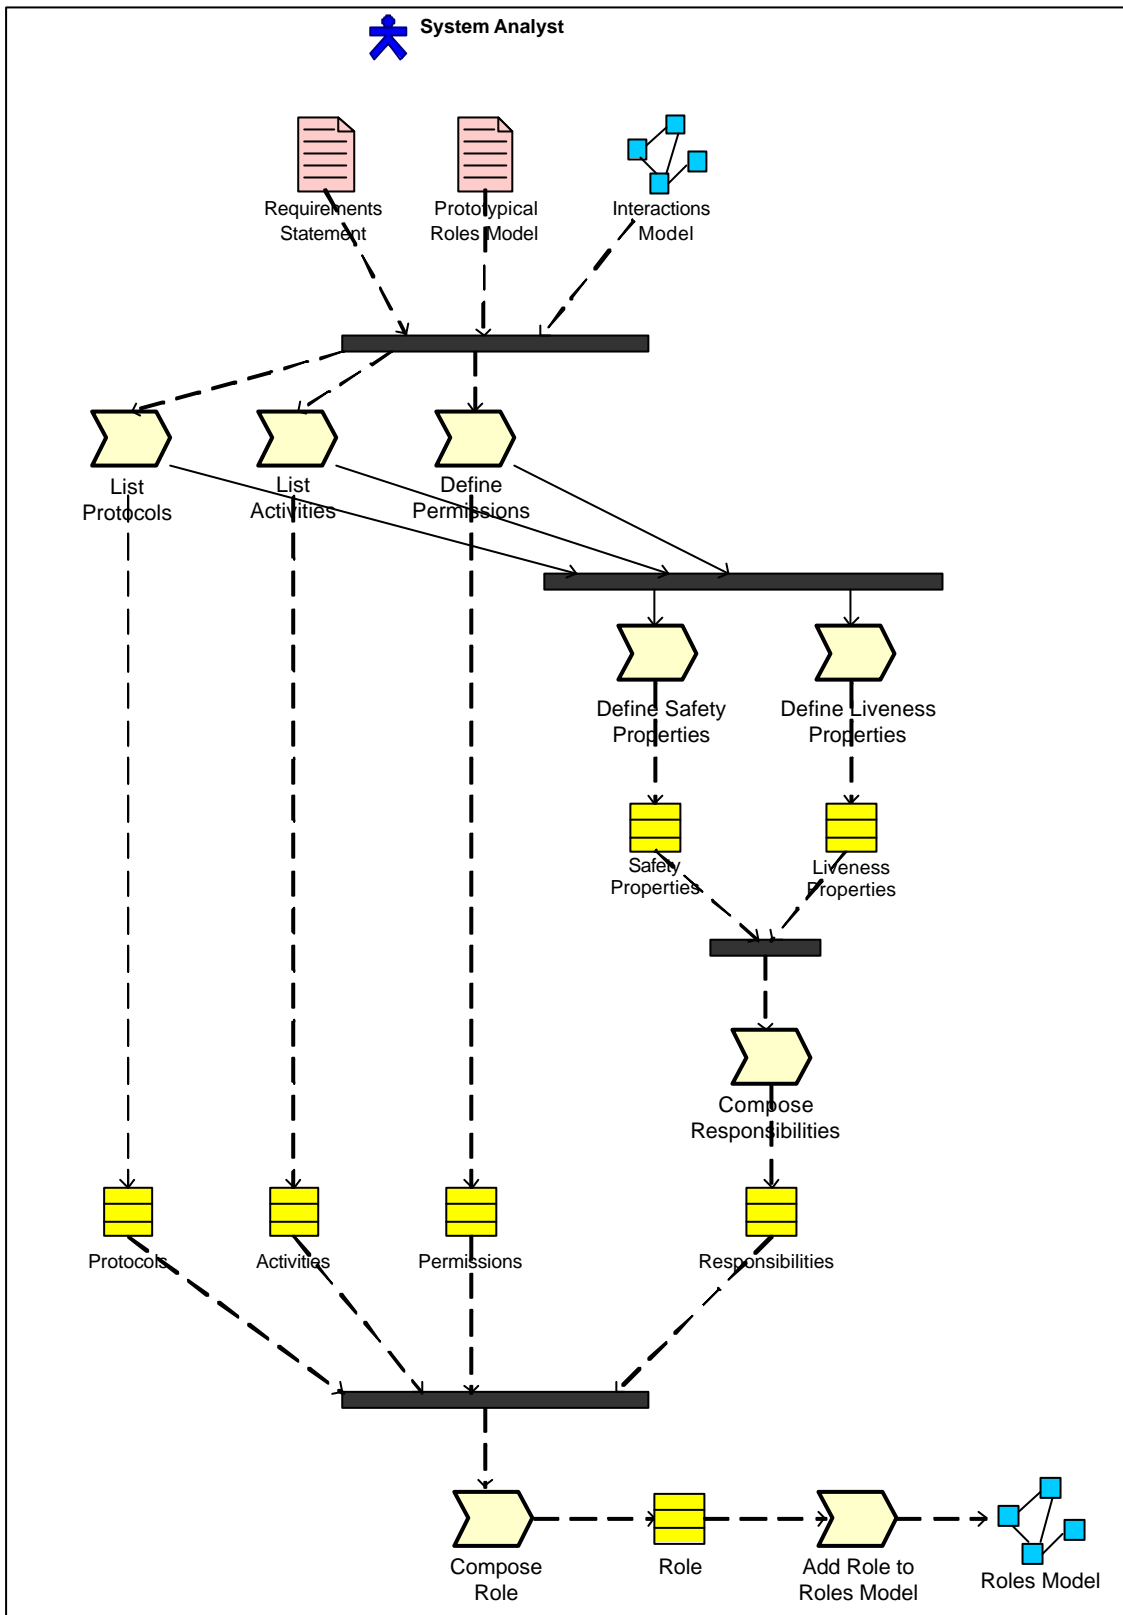 System Analyst
Requirements
Statement
Prototypical
Roles Model
Interactions
Model
List
Protocols
List
Activities
Define
Permissions
Define Safety
Properties
Define Liveness
Properties
Safety
Properties
Liveness
Properties
Compose
Responsibilities
Protocols
Activities
Permissions
Responsibilities
Compose
Role
Role
Add Role to
Roles Model
Roles Model